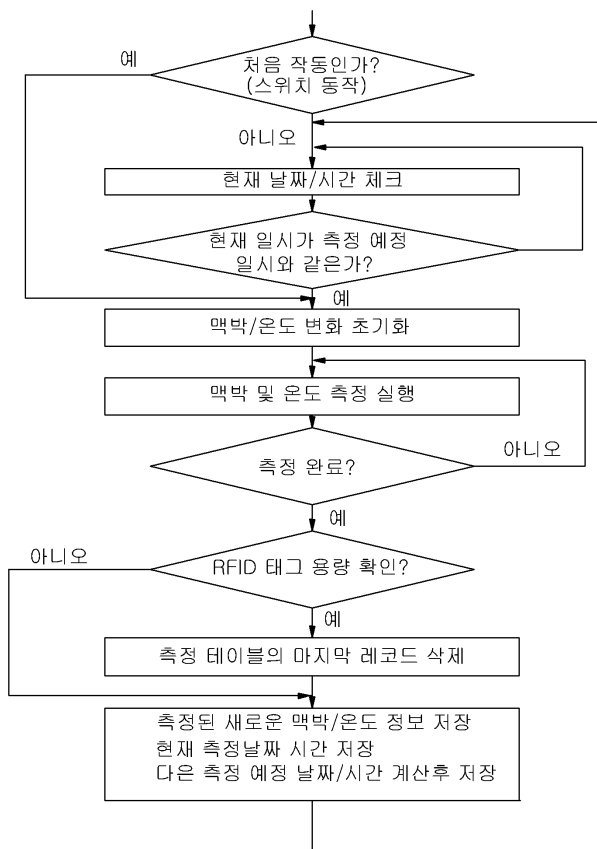 예
처음 작동인가?
(스위치 동작)
아니오
현재 날짜/시간 체크
현재 일시가 측정 예정
일시와 같은가?
예
맥박/온도 변화 초기화
맥박 및 온도 측정 실행
측정 완료?
아니오
예
아니오
RFID 태그 용량 확인?
예
측정 테이블의 마지막 레코드 삭제
측정된 새로운 맥박/온도 정보 저장
현재 측정날짜 시간 저장
다은 측정 예정 날짜/시간 계산후 저장